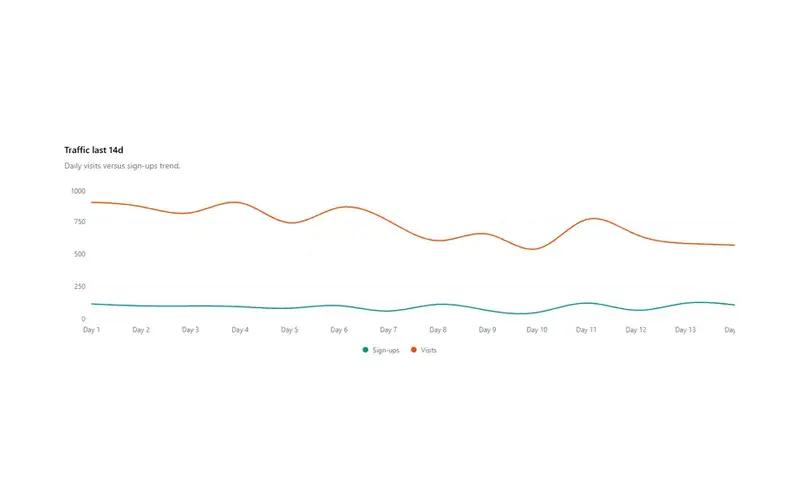 Traffic last 14d
Daily visits versus sign-ups trend.
1000
750
500
250
0
Day 1 Day 2 Day 3 Day 4 Day 5 Day 6 Day 7 Day 8 Day 9 Day 10 Day 11 Day 12 Day 13 Day
Sign-ups Visits